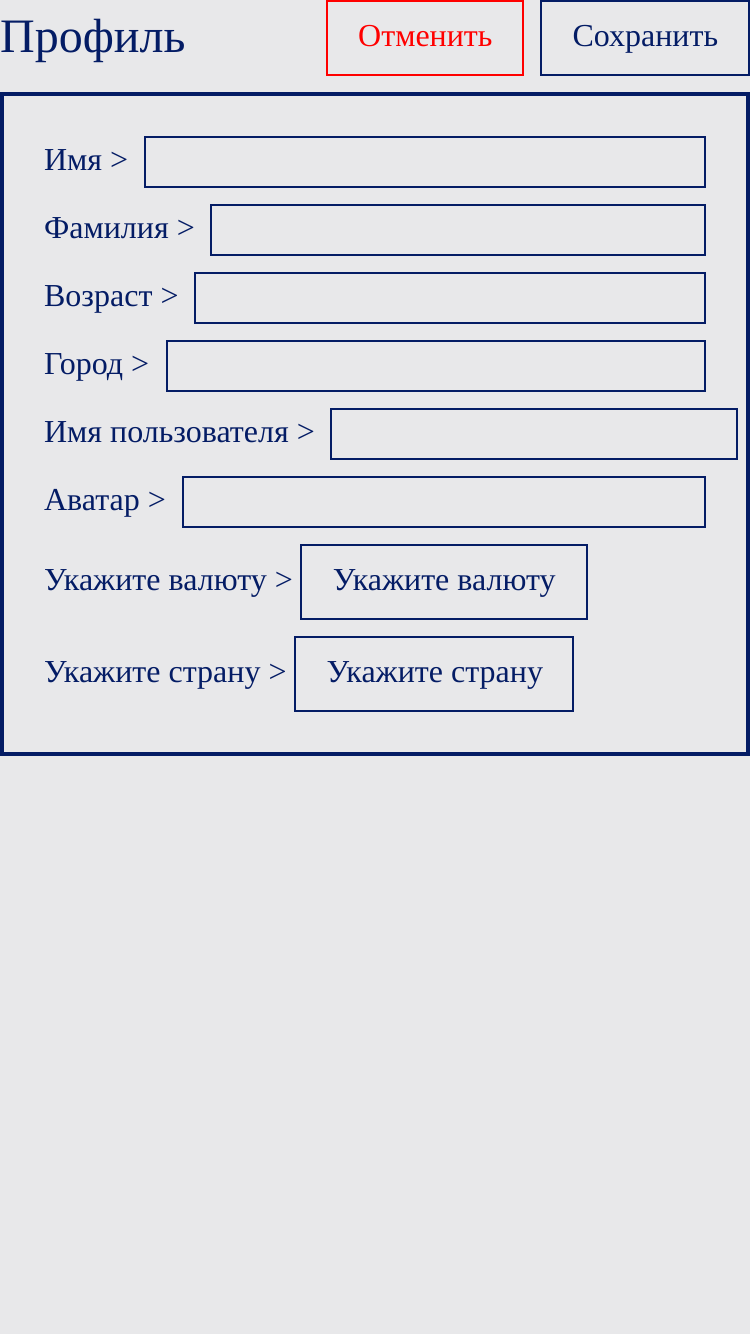 Профиль Отменить Сохранить
Имя >
Фамилия >
Возраст >
Город >
Имя пользователя >
Аватар >
Укажите валюту > Укажите валюту
Укажите страну > Укажите страну